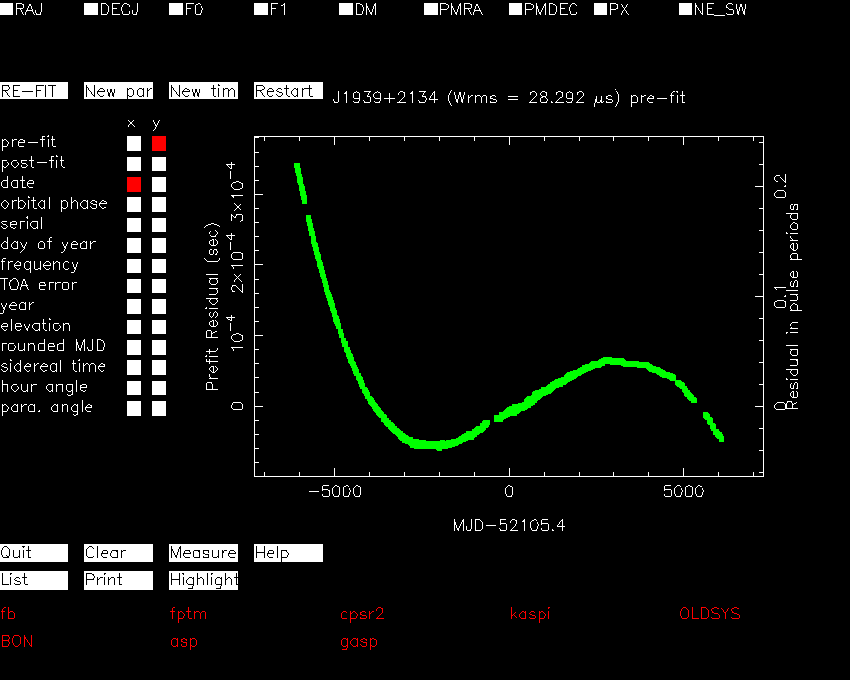 RAJ DECJ F0 F1 DM PMRA PMDEC PX NE_SW
RE-FIT New par New tim Restart
J1939+2134 (Wrms = 28.292 μs) pre-fit
x y
pre-fit
post-fit
date
orbital phase
serial
day of year
frequency
TOA error
year
elevation
rounded MJD
sidereal time
hour angle
para. angle
Prefit Residual (sec)
3×10⁻⁴
2×10⁻⁴
10⁻⁴
0
0.2
0.1
0
Residual in pulse periods
−5000 0 5000
MJD−52105.4
Quit Clear Measure Help
List Print Highlight
fb fptm cpsr2 kaspi OLDSYS
BON asp gasp